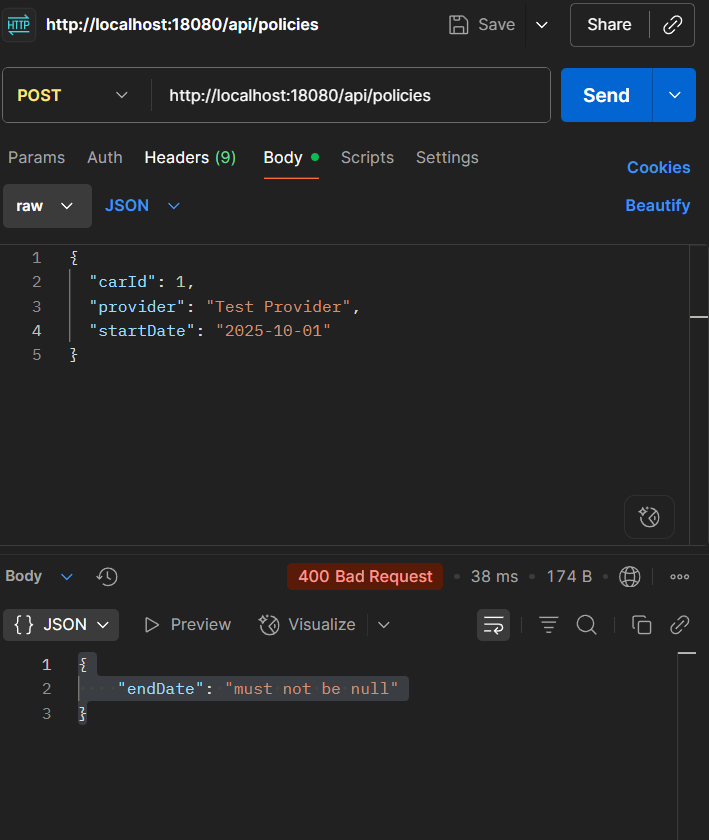 HTTP http://localhost:18080/api/policies Save Share
POST http://localhost:18080/api/policies Send
Params Auth Headers (9) Body Scripts Settings Cookies
raw JSON Beautify
1 {
2 "carId": 1,
3 "provider": "Test Provider",
4 "startDate": "2025-10-01"
5 }
Body 400 Bad Request • 38 ms • 174 B •
{} JSON Preview Visualize
1 {
2 "endDate": "must not be null"
3 }